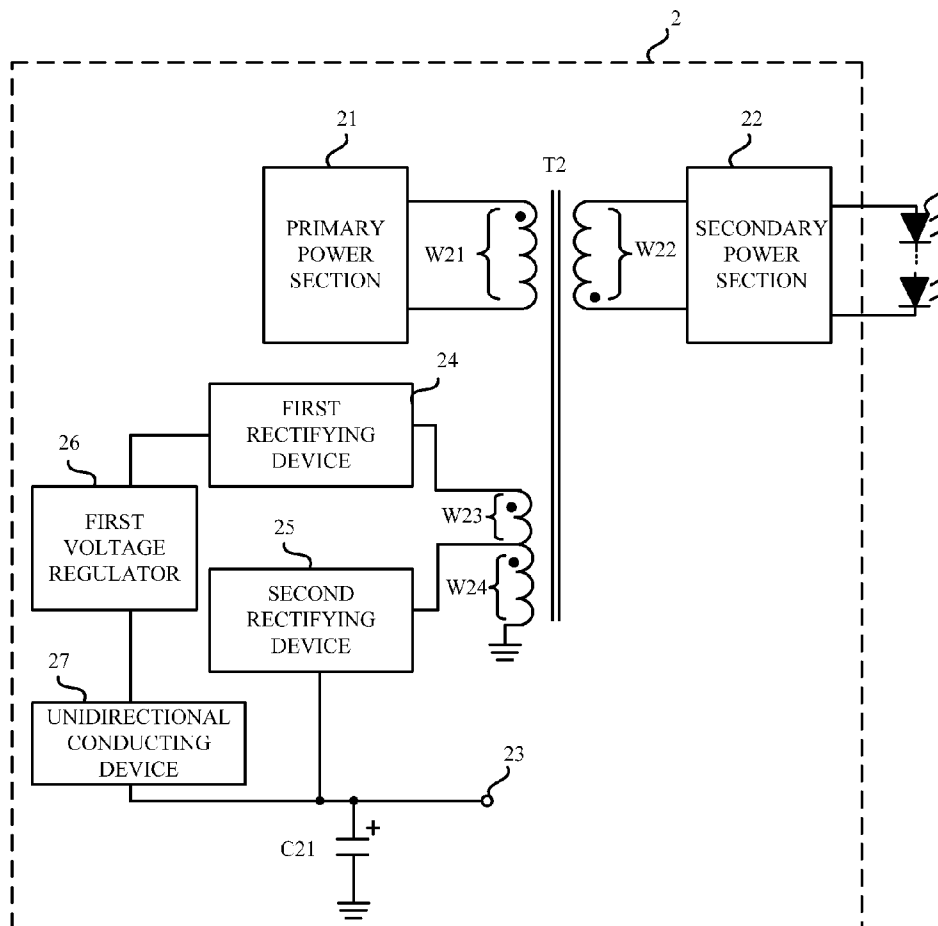 2
21
22
T2
PRIMARY
POWER
SECTION
W21
W22
SECONDARY
POWER
SECTION
24
FIRST
RECTIFYING
DEVICE
26
FIRST
VOLTAGE
REGULATOR
W23
25
W24
SECOND
RECTIFYING
DEVICE
27
UNIDIRECTIONAL
CONDUCTING
DEVICE
23
C21
+